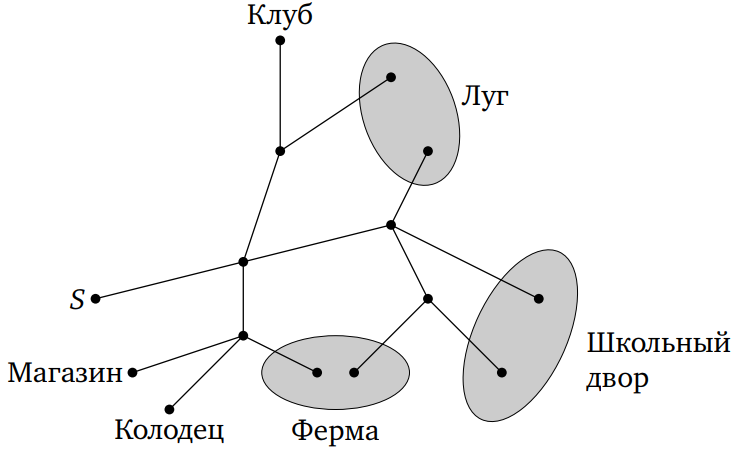 Клуб
Луг
S
Школьный
двор
Магазин
Колодец
Ферма